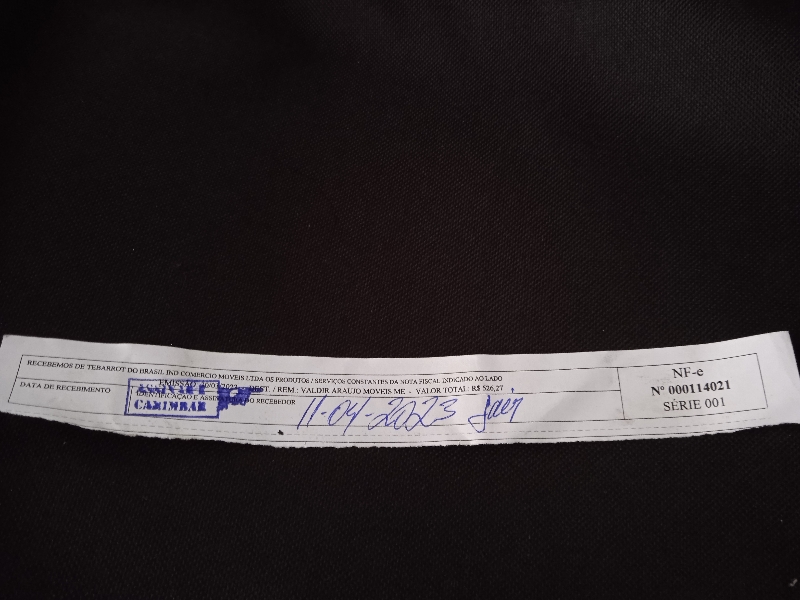 RECEBEMOS DE TEBARROT DO BRASIL IND COMERCIO MOVEIS LTDA OS PRODUTOS / SERVIÇOS CONSTANTES DA NOTA FISCAL INDICADO AO LADO
EMISSÃO: DEST. / REM.: VALDIR ARAUJO MOVEIS ME - VALOR TOTAL: R$ 526,27
DATA DE RECEBIMENTO
IDENTIFICAÇÃO E DO RECEBEDOR
ASSINAR E
CARIMBAR
11-04-2023
NF-e
Nº 000114021
SÉRIE 001